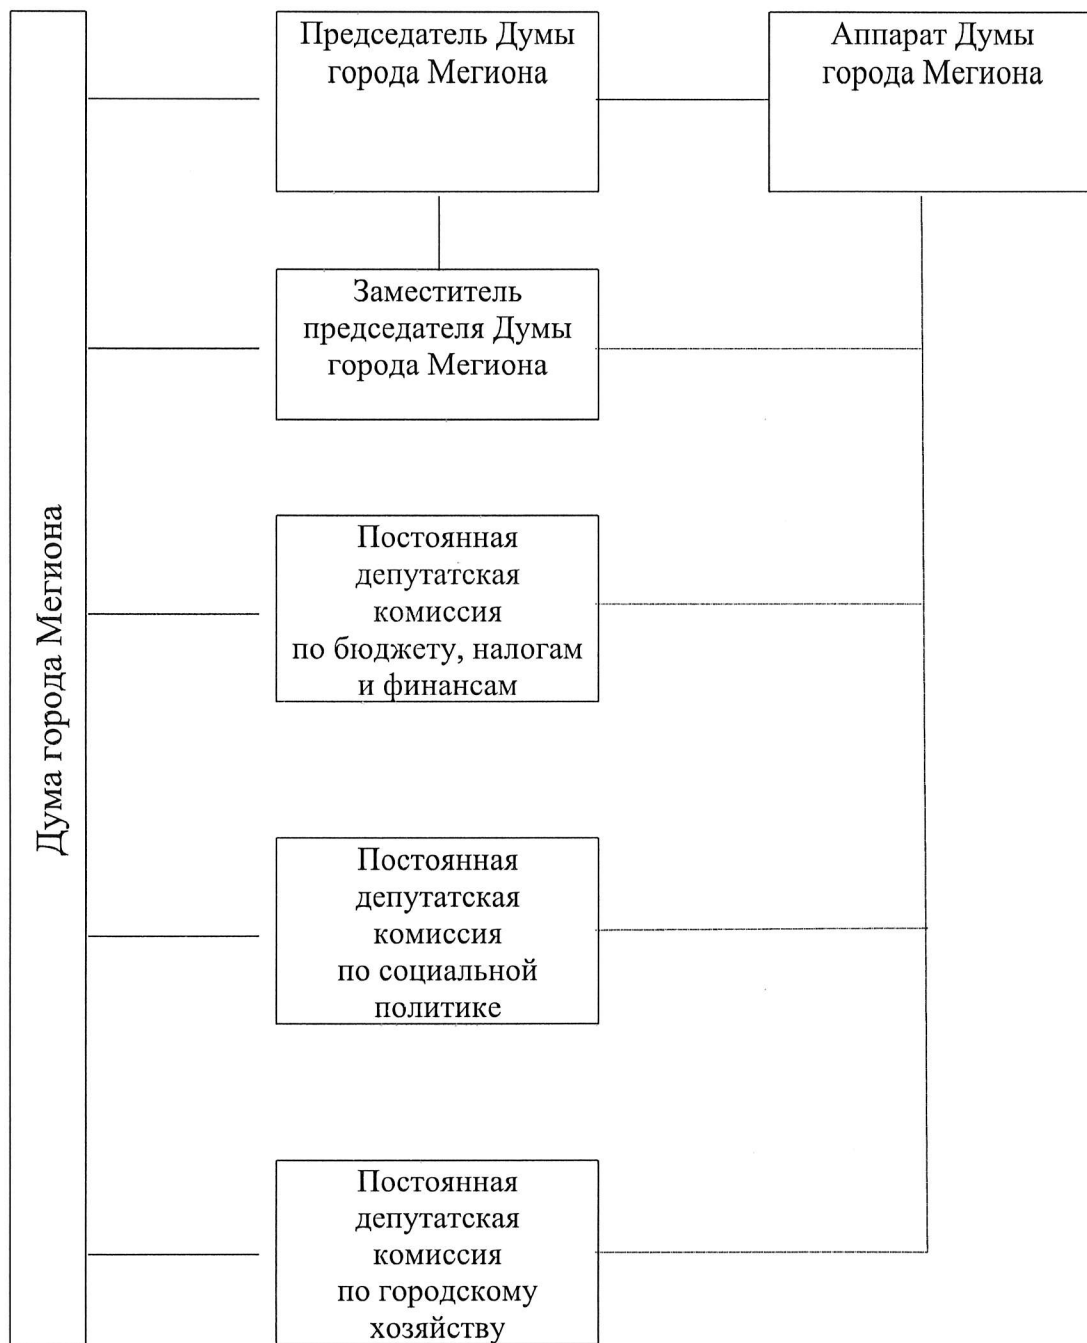 Дума города Мегиона
Председатель Думы
города Мегиона
Аппарат Думы
города Мегиона
Заместитель
председателя Думы
города Мегиона
Постоянная
депутатская
комиссия
по бюджету, налогам
и финансам
Постоянная
депутатская
комиссия
по социальной
политике
Постоянная
депутатская
комиссия
по городскому
хозяйству